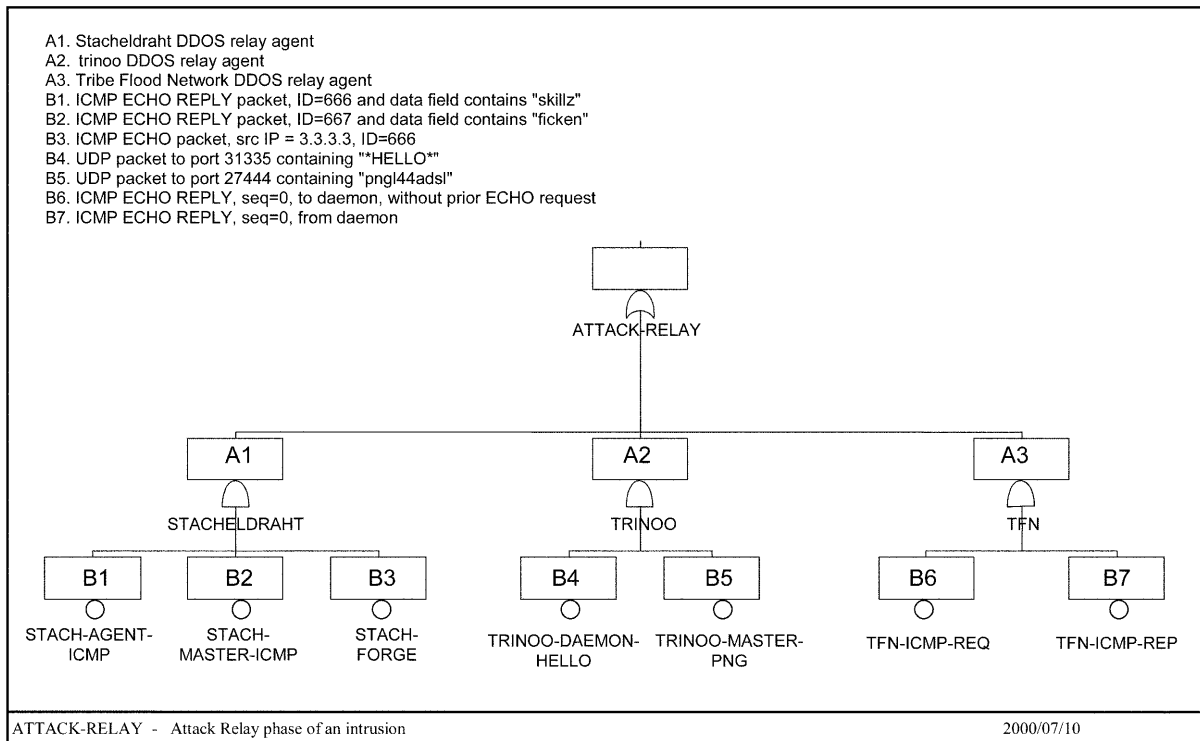 A1. Stacheldraht DDOS relay agent
A2. trinoo DDOS relay agent
A3. Tribe Flood Network DDOS relay agent
B1. ICMP ECHO REPLY packet, ID=666 and data field contains "skillz"
B2. ICMP ECHO REPLY packet, ID=667 and data field contains "ficken"
B3. ICMP ECHO packet, src IP = 3.3.3.3, ID=666
B4. UDP packet to port 31335 containing "*HELLO*"
B5. UDP packet to port 27444 containing "pngl44adsl"
B6. ICMP ECHO REPLY, seq=0, to daemon, without prior ECHO request
B7. ICMP ECHO REPLY, seq=0, from daemon
ATTACK-RELAY
A1 A2 A3
STACHELDRAHT TRINOO TFN
B1 B2 B3 B4 B5 B6 B7
STACH-AGENT-
ICMP
STACH-
MASTER-ICMP
STACH-
FORGE
TRINOO-DAEMON-
HELLO
TRINOO-MASTER-
PNG
TFN-ICMP-REQ
TFN-ICMP-REP
ATTACK-RELAY - Attack Relay phase of an intrusion 2000/07/10